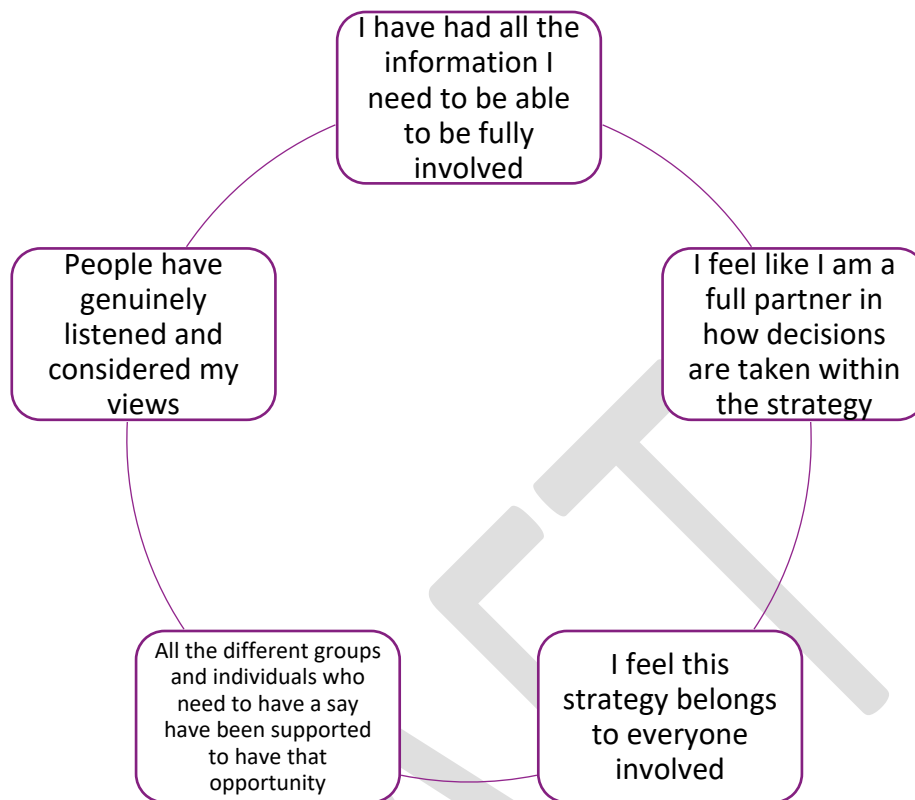 I have had all the
information I
need to be able
to be fully
involved
I feel like I am a
full partner in
how decisions
are taken within
the strategy
I feel this
strategy belongs
to everyone
involved
All the different groups
and individuals who
need to have a say
have been supported
to have that
opportunity
People have
genuinely
listened and
considered my
views